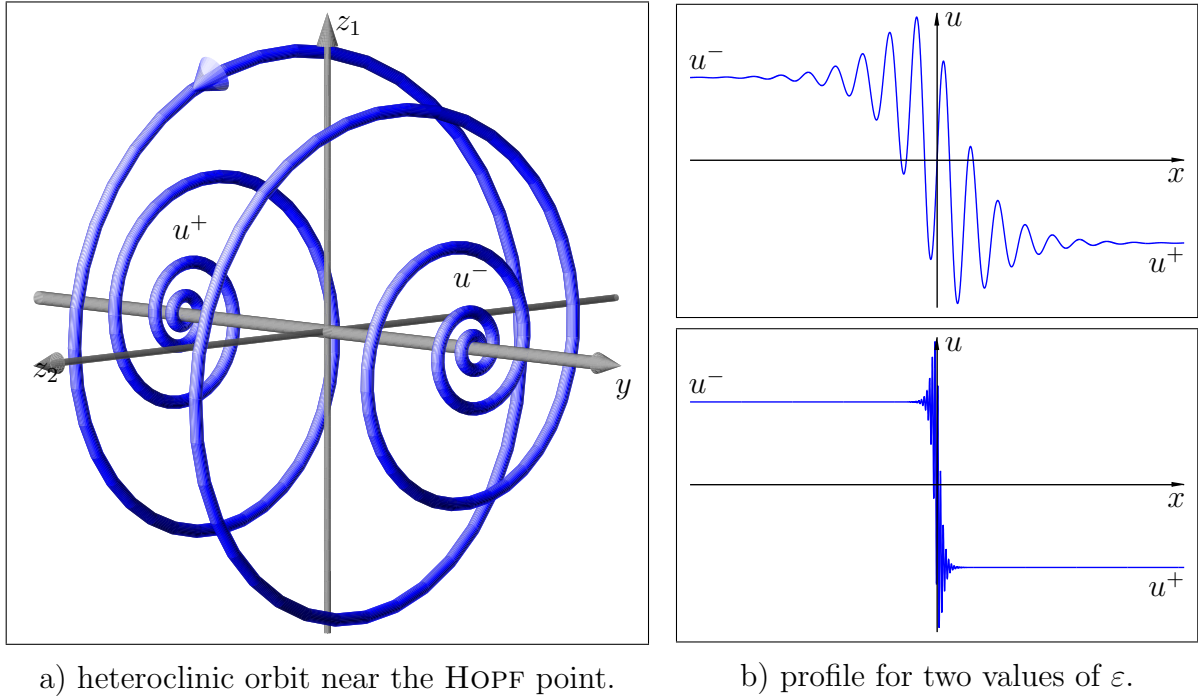 z₁
u⁺
u⁻
z₂
y
u
u⁻
x
u⁺
u
u⁻
x
u⁺
a) heteroclinic orbit near the HOPF point.
b) profile for two values of ε.